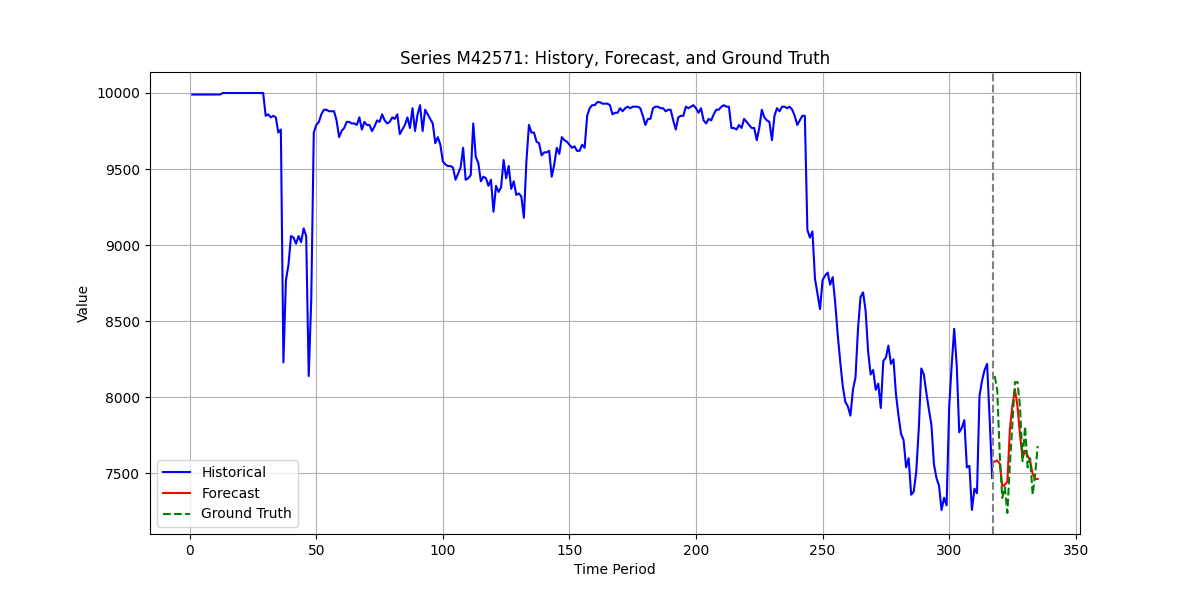 Series M42571: History, Forecast, and Ground Truth
Value
10000
9500
9000
8500
8000
7500
Historical
Forecast
Ground Truth
0 50 100 150 200 250 300 350
Time Period